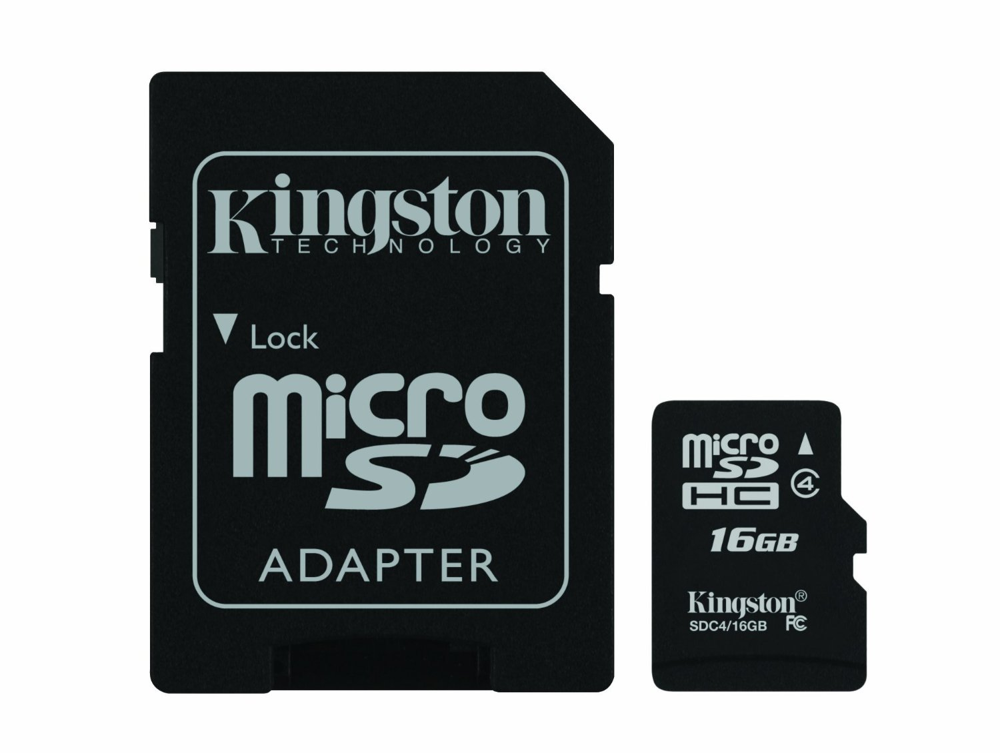 Kingston
TECHNOLOGY
Lock
micro
SD
ADAPTER
micro
SD
HC
4
16GB
Kingston®
SDC4/16GB FC